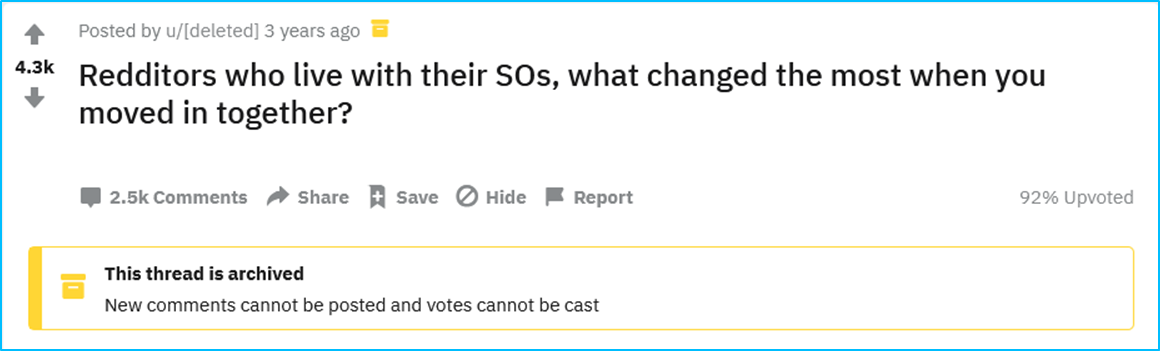 Posted by u/[deleted] 3 years ago
4.3k
Redditors who live with their SOs, what changed the most when you
moved in together?
2.5k Comments Share Save Hide Report 92% Upvoted
This thread is archived
New comments cannot be posted and votes cannot be cast